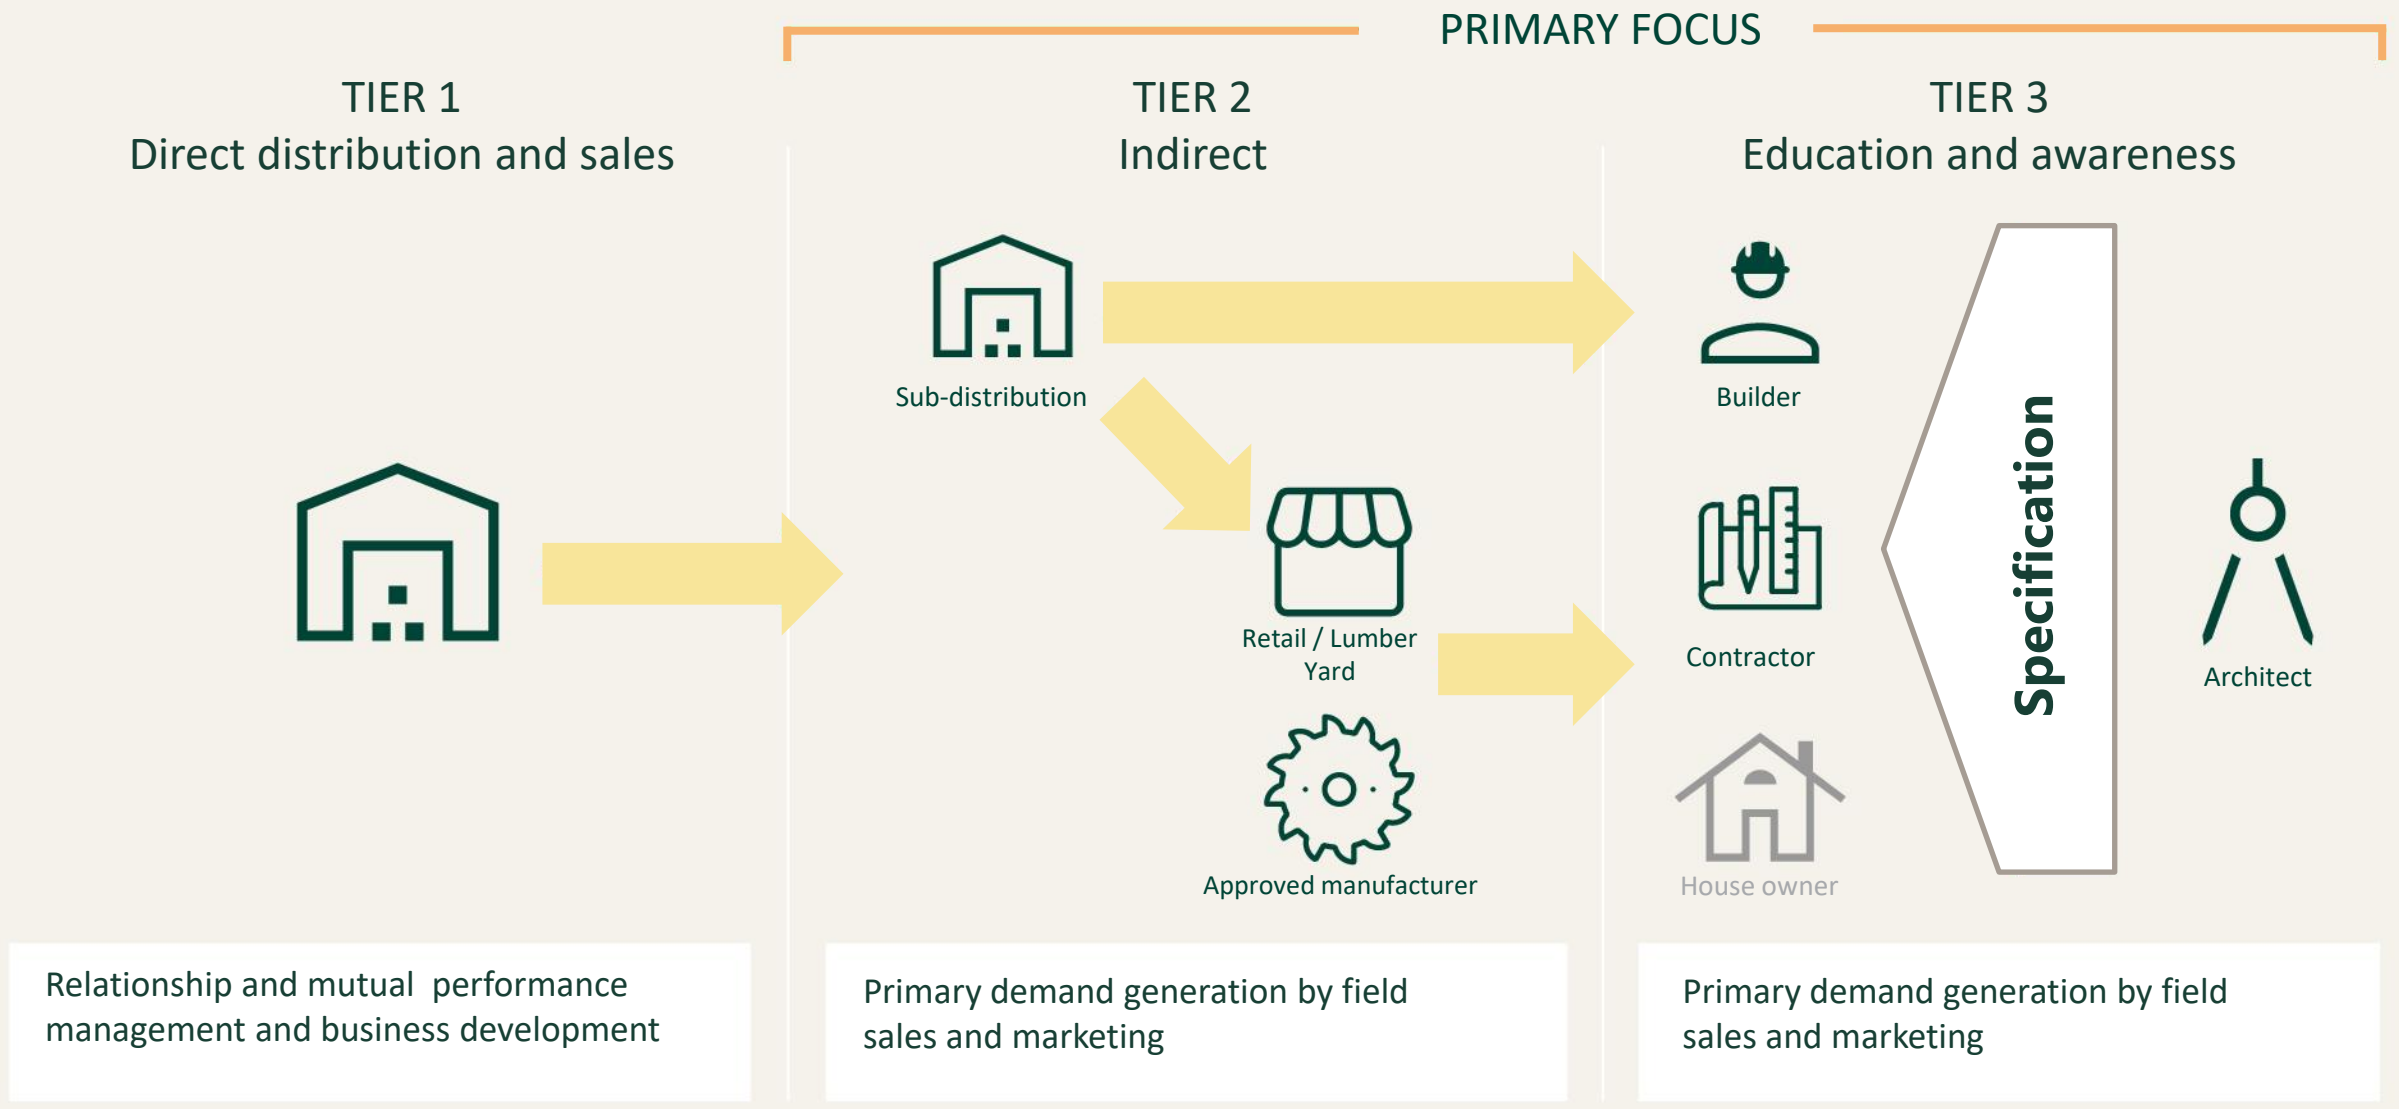 PRIMARY FOCUS
TIER 1
Direct distribution and sales
TIER 2
Indirect
TIER 3
Education and awareness
Sub-distribution
Retail / Lumber
Yard
Approved manufacturer
Builder
Contractor
House owner
Specification
Architect
Relationship and mutual performance
management and business development
Primary demand generation by field
sales and marketing
Primary demand generation by field
sales and marketing